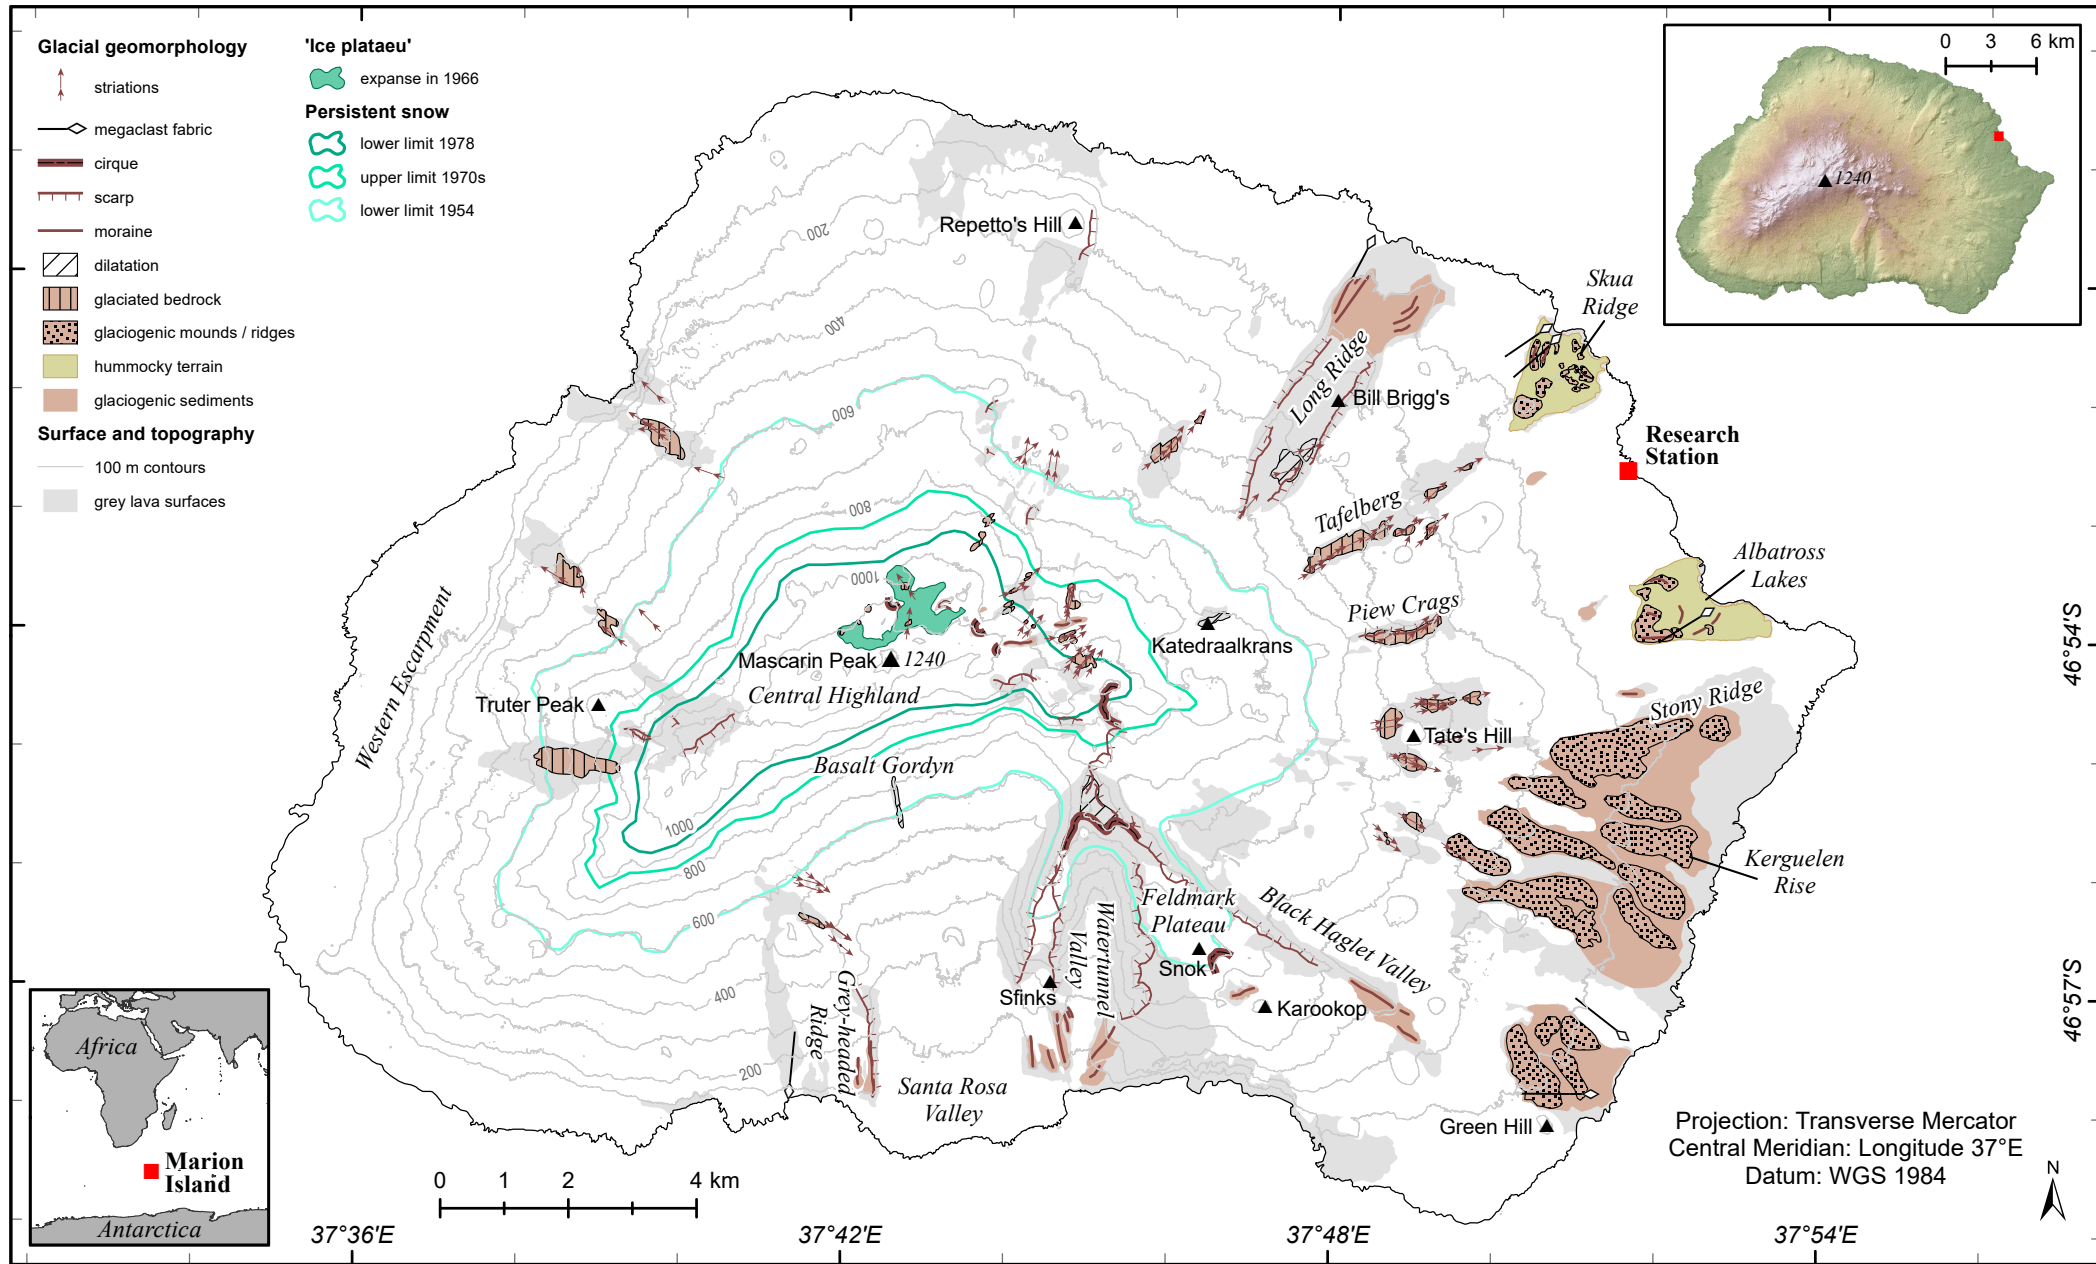 Glacial geomorphology
striations
megaclast fabric
cirque
scarp
moraine
dilatation
glaciated bedrock
glaciogenic mounds / ridges
hummocky terrain
glaciogenic sediments
Surface and topography
100 m contours
grey lava surfaces
'Ice plataeu'
expanse in 1966
Persistent snow
lower limit 1978
upper limit 1970s
lower limit 1954
0 3 6 km
1240
Repetto's Hill
200
400
600
800
1000
Skua
Ridge
Long Ridge
Bill Brigg's
Research
Station
Tafelberg
Albatross
Lakes
Piew Crags
Katedraalkrans
Mascarin Peak
1240
Central Highland
Western Escarpment
Truter Peak
Stony Ridge
Tate's Hill
Basalt Gordyn
1000
800
600
400
200
Kerguelen
Rise
Feldmark
Plateau
Black Haglet Valley
Watertunnel
Valley
Snok
Sfinks
Karookop
Grey-headed
Ridge
Santa Rosa
Valley
Green Hill
Africa
Marion
Island
Antarctica
0 1 2 4 km
Projection: Transverse Mercator
Central Meridian: Longitude 37°E
Datum: WGS 1984
N
46°54'S
46°57'S
37°36'E
37°42'E
37°48'E
37°54'E